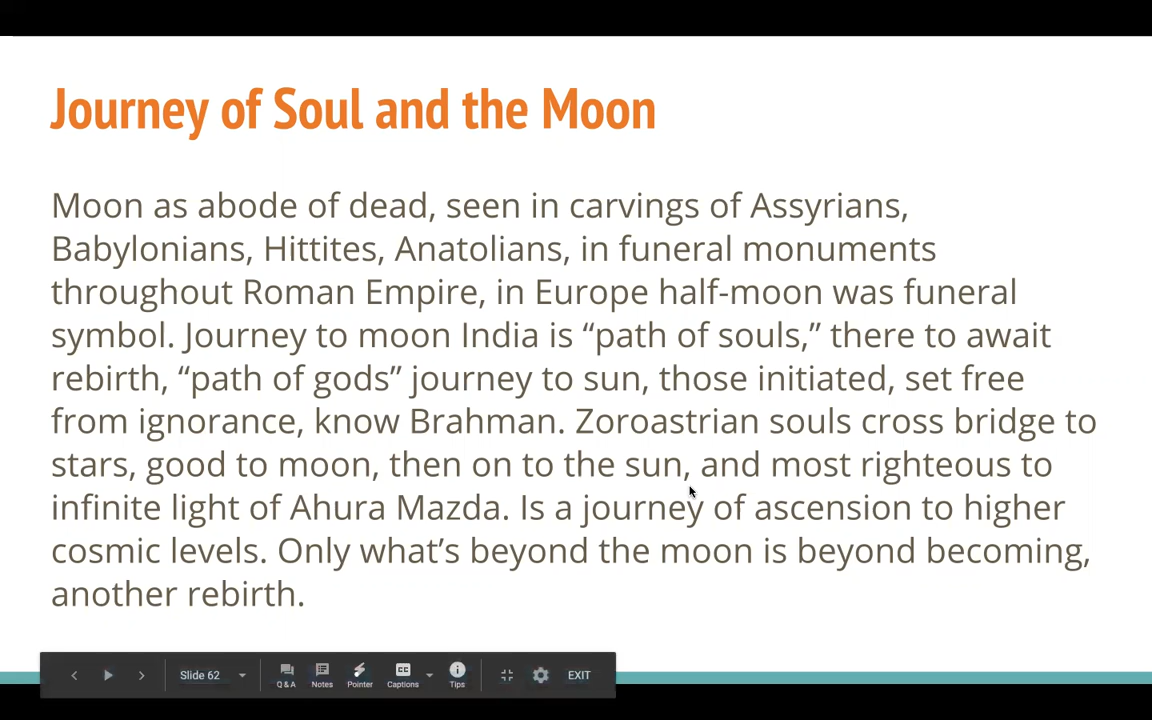 Journey of Soul and the Moon
Moon as abode of dead, seen in carvings of Assyrians,
Babylonians, Hittites, Anatolians, in funeral monuments
throughout Roman Empire, in Europe half-moon was funeral
symbol. Journey to moon India is “path of souls,” there to await
rebirth, “path of gods” journey to sun, those initiated, set free
from ignorance, know Brahman. Zoroastrian souls cross bridge to
stars, good to moon, then on to the sun, and most righteous to
infinite light of Ahura Mazda. Is a journey of ascension to higher
cosmic levels. Only what’s beyond the moon is beyond becoming,
another rebirth.
Slide 62
Q & A
Notes
Pointer
CC
Captions
Tips
EXIT